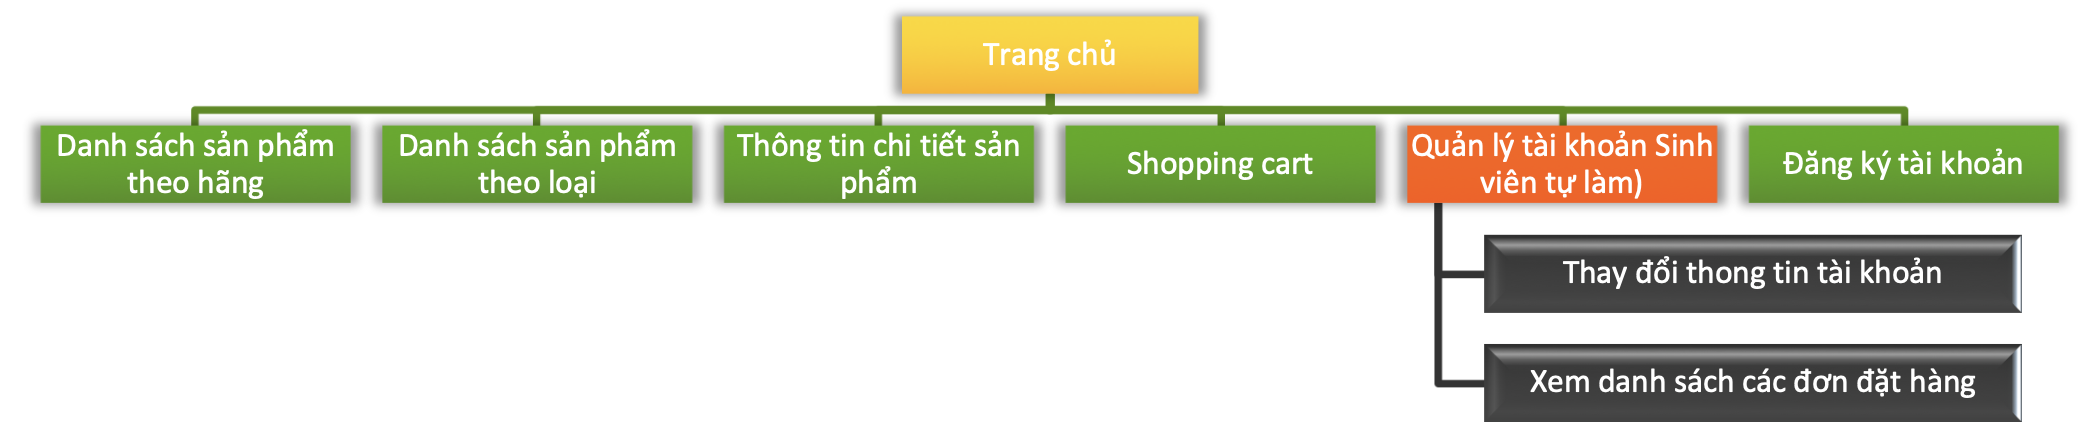 Trang chủ
Danh sách sản phẩm
theo hãng
Danh sách sản phẩm
theo loại
Thông tin chi tiết sản
phẩm
Shopping cart
Quản lý tài khoản Sinh
viên tự làm)
Đăng ký tài khoản
Thay đổi thong tin tài khoản
Xem danh sách các đơn đặt hàng